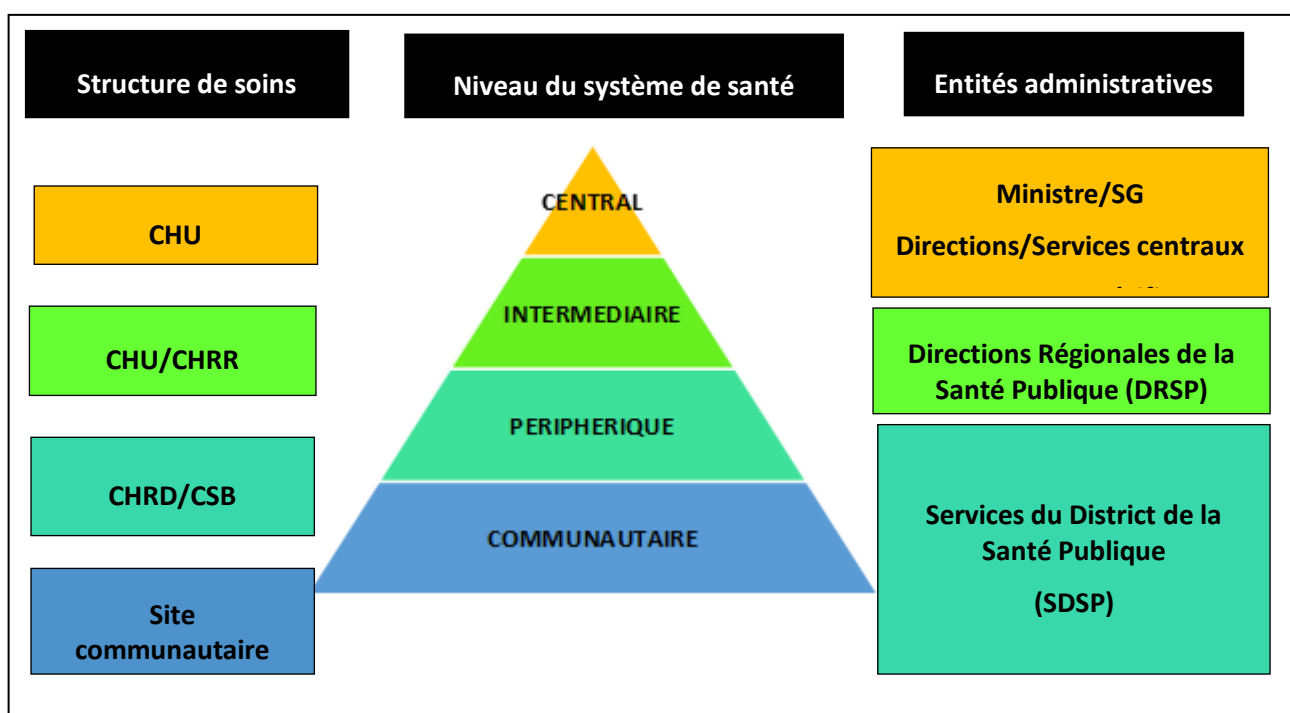 Structure de soins
Niveau du système de santé
Entités administratives
CHU
CENTRAL
Ministre/SG
Directions/Services centraux
CHU/CHRR
INTERMEDIAIRE
Directions Régionales de la
Santé Publique (DRSP)
CHRD/CSB
PERIPHERIQUE
Services du District de la
Santé Publique
(SDSP)
Site
communautaire
COMMUNAUTAIRE